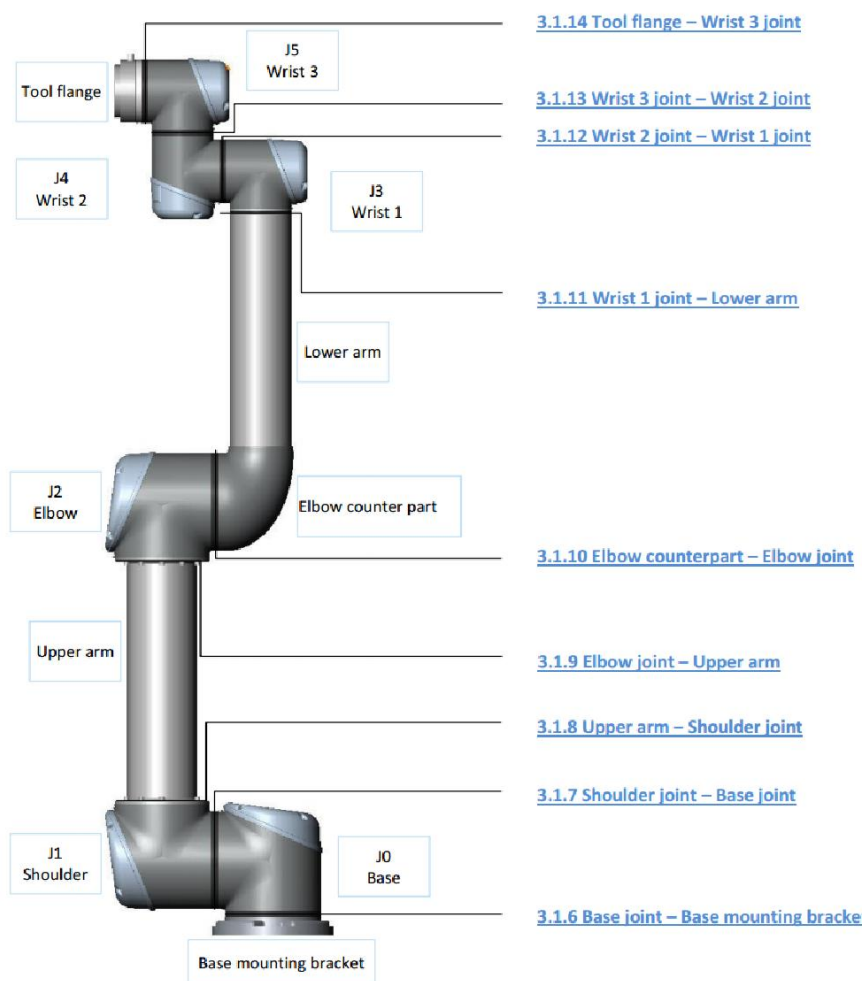 3.1.14 Tool flange – Wrist 3 joint
J5
Wrist 3
Tool flange
3.1.13 Wrist 3 joint – Wrist 2 joint
3.1.12 Wrist 2 joint – Wrist 1 joint
J4
Wrist 2
J3
Wrist 1
3.1.11 Wrist 1 joint – Lower arm
Lower arm
J2
Elbow
Elbow counter part
3.1.10 Elbow counterpart – Elbow joint
Upper arm
3.1.9 Elbow joint – Upper arm
3.1.8 Upper arm – Shoulder joint
3.1.7 Shoulder joint – Base joint
J1
Shoulder
J0
Base
3.1.6 Base joint – Base mounting bracke
Base mounting bracket